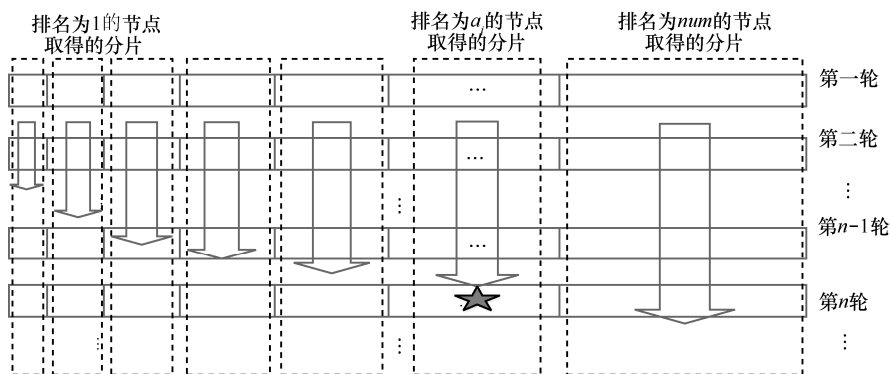 排名为1的节点
取得的分片
排名为aj的节点
取得的分片
排名为num的节点
取得的分片
...
第一轮
...
第二轮
⋮
⋮
...
第n-1轮
第n轮
⋮
⋮
⋮